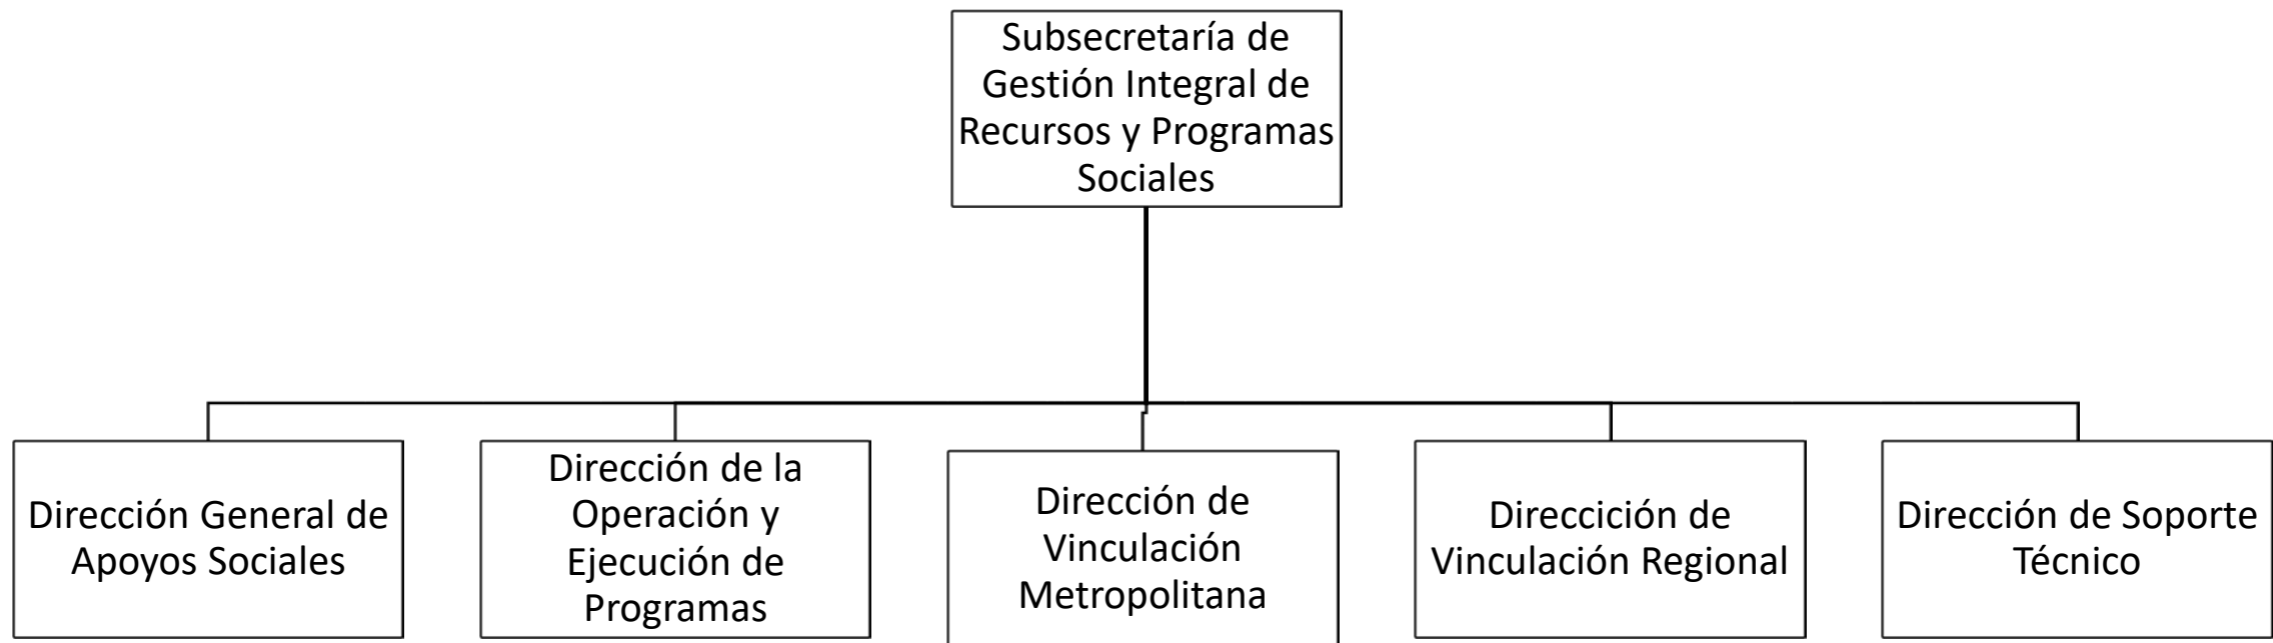 Subsecretaría de
Gestión Integral de
Recursos y Programas
Sociales
Dirección General de
Apoyos Sociales
Dirección de la
Operación y
Ejecución de
Programas
Dirección de
Vinculación
Metropolitana
Direccición de
Vinculación Regional
Dirección de Soporte
Técnico